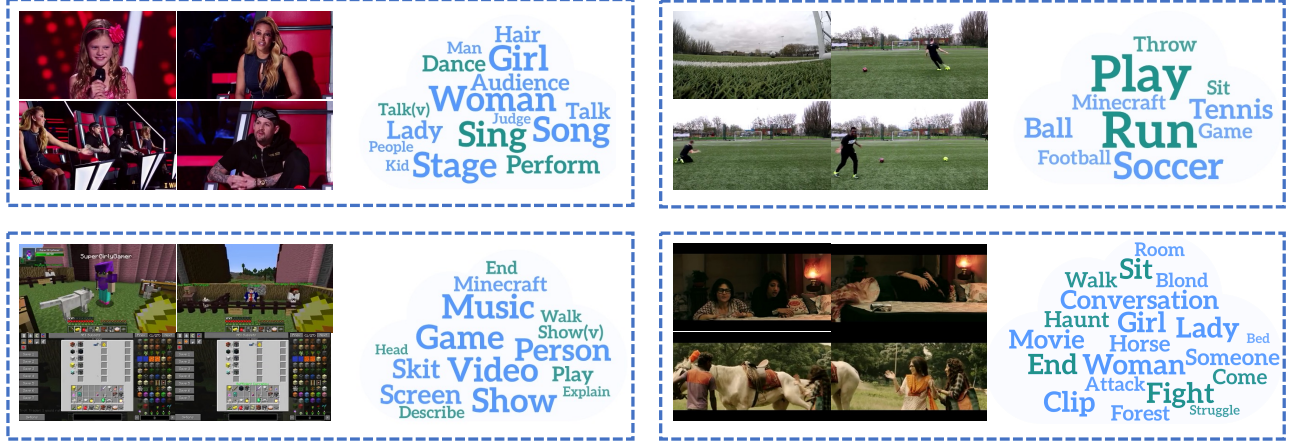 Hair
Man Girl
Dance
Audience
Woman
Talk(v) Talk
Judge
Lady Sing Song
People
Kid Stage Perform
Throw
Play Sit
Minecraft Tennis
Ball Run Game
Football Soccer
SuperGirlyGamer
End
Minecraft
Music Walk
Show(v)
Game
Head Person
Skit Video Play
Screen Explain
Describe Show
Room
Walk Sit Blond
Conversation
Haunt Girl Lady
Movie Horse Bed
End Woman Someone
Attack Come
Clip Fight
Forest Struggle